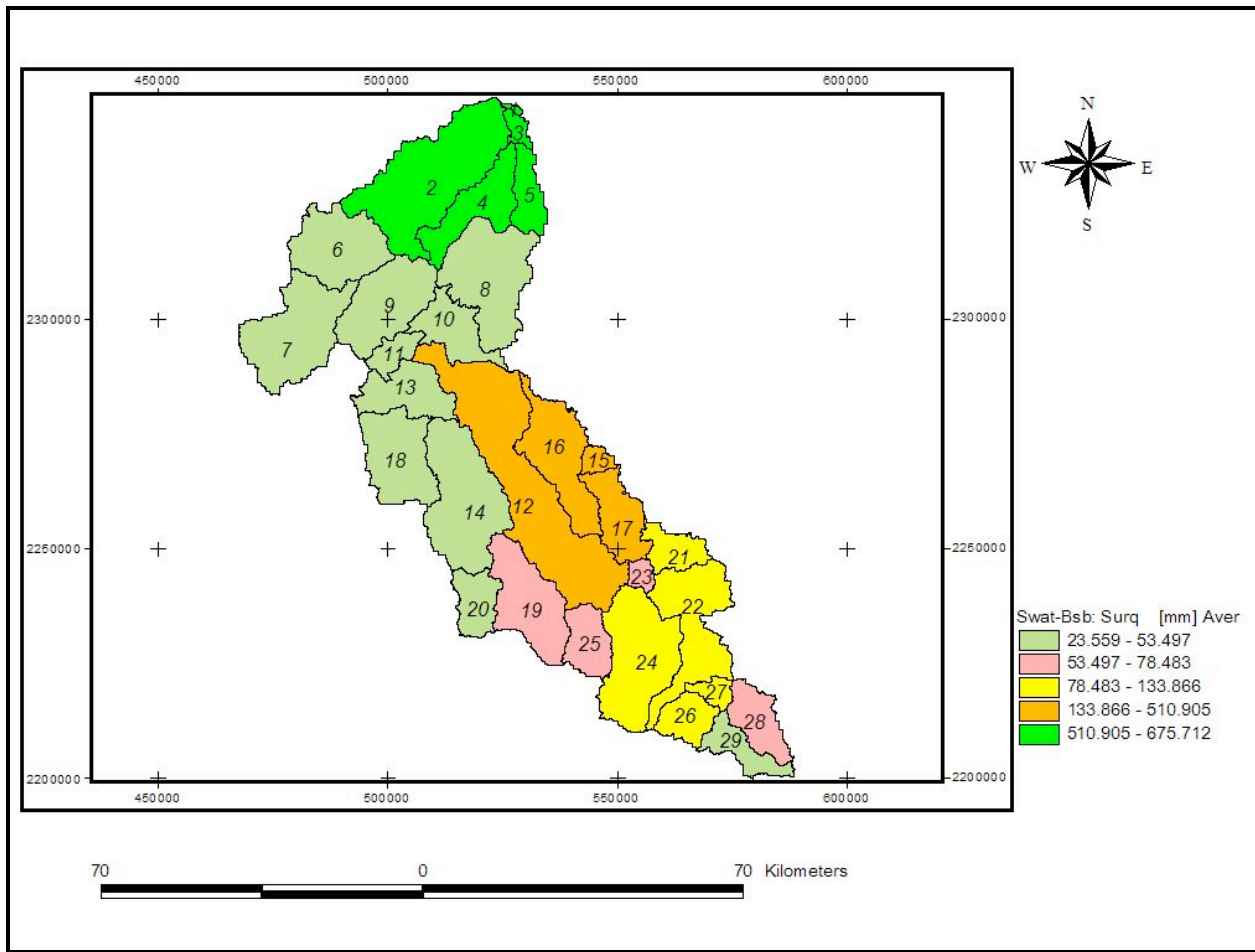 450000 500000 550000 600000
N
W E
S
1
3
2
4
5
6
8
9
10
2300000 2300000
7
11
13
16
15
18
12
14
17
2250000 2250000
21
23
22
20
19
25
24
27
26
28
29
2200000 2200000
450000 500000 550000 600000
Swat-Bsb: Surq [mm] Aver
23.559 - 53.497
53.497 - 78.483
78.483 - 133.866
133.866 - 510.905
510.905 - 675.712
70 0 70 Kilometers